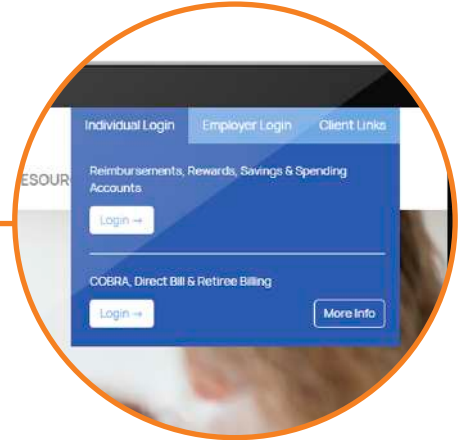 Individual Login Employer Login Client Links
ESOUR
Reimbursements, Rewards, Savings & Spending
Accounts
Login →
COBRA, Direct Bill & Retiree Billing
Login → More Info